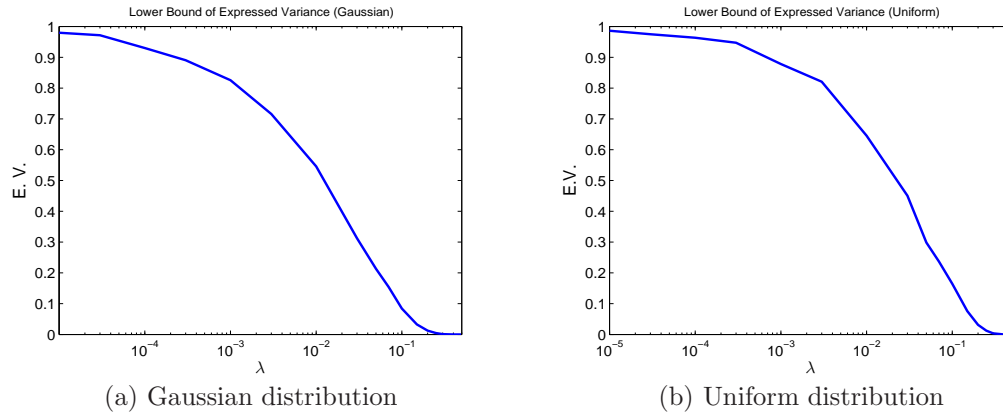 Lower Bound of Expressed Variance (Gaussian)
1
0.9
0.8
0.7
0.6
0.5
0.4
0.3
0.2
0.1
0
E. V.
10⁻⁴ 10⁻³ 10⁻² 10⁻¹
λ
(a) Gaussian distribution
Lower Bound of Expressed Variance (Uniform)
1
0.9
0.8
0.7
0.6
0.5
0.4
0.3
0.2
0.1
0
E.V.
10⁻⁵ 10⁻⁴ 10⁻³ 10⁻² 10⁻¹
λ
(b) Uniform distribution